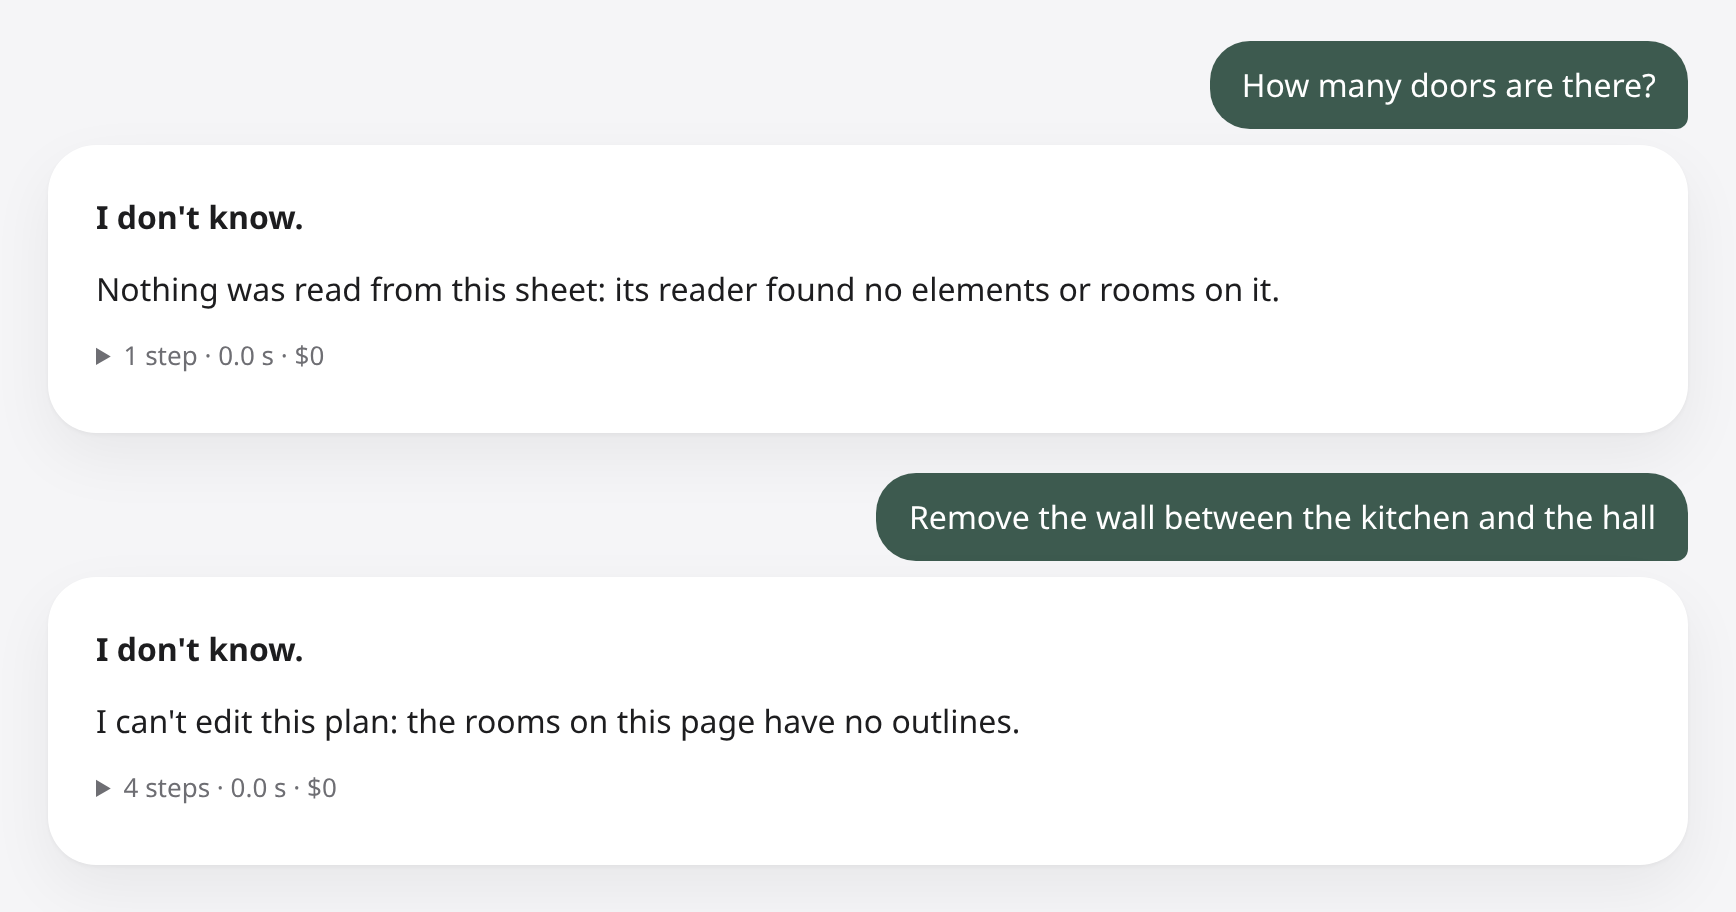 How many doors are there?
I don't know.
Nothing was read from this sheet: its reader found no elements or rooms on it.
▶ 1 step · 0.0 s · $0
Remove the wall between the kitchen and the hall
I don't know.
I can't edit this plan: the rooms on this page have no outlines.
▶ 4 steps · 0.0 s · $0